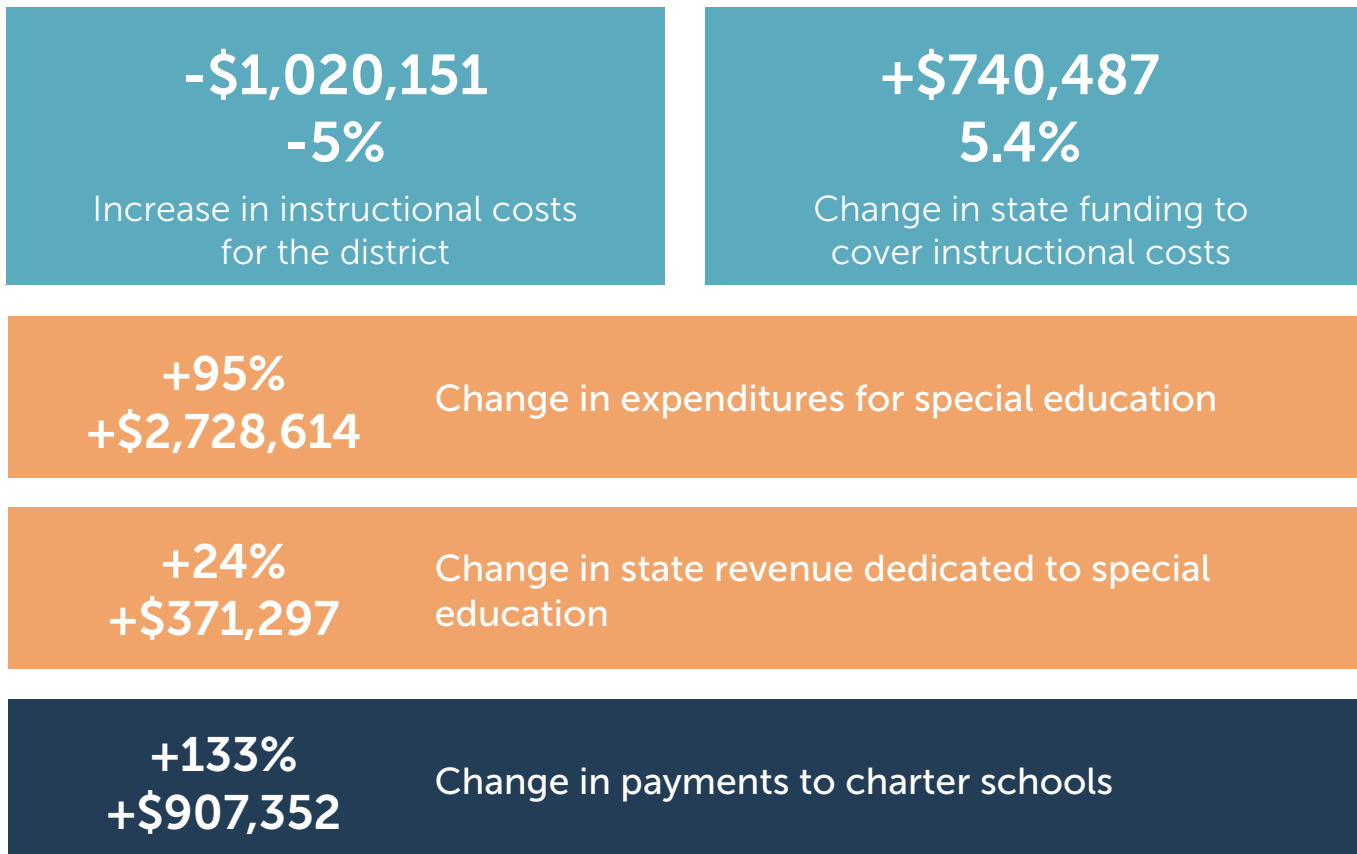 -$1,020,151
-5%
Increase in instructional costs
for the district
+$740,487
5.4%
Change in state funding to
cover instructional costs
+95%
+$2,728,614
Change in expenditures for special education
+24%
+$371,297
Change in state revenue dedicated to special
education
+133%
+$907,352
Change in payments to charter schools